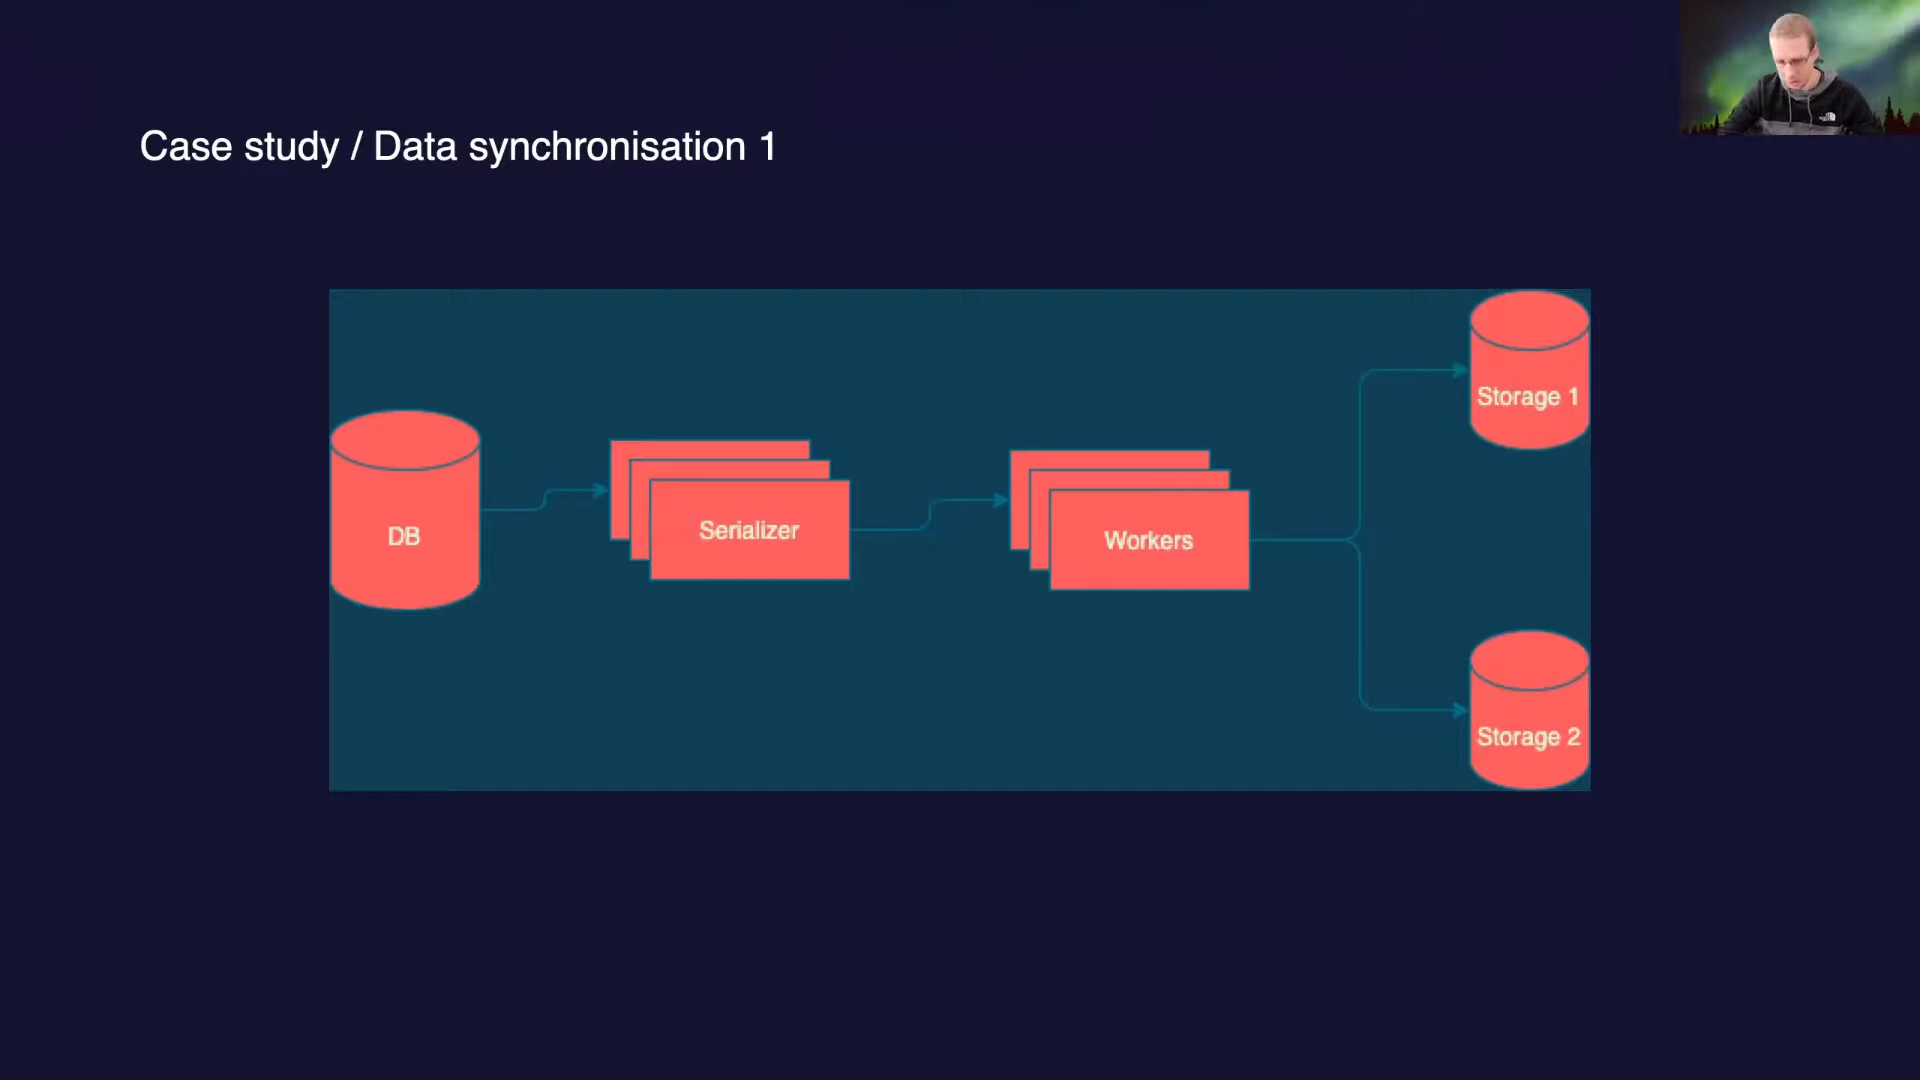 Case study / Data synchronisation 1
Storage 1
DB
Serializer
Workers
Storage 2